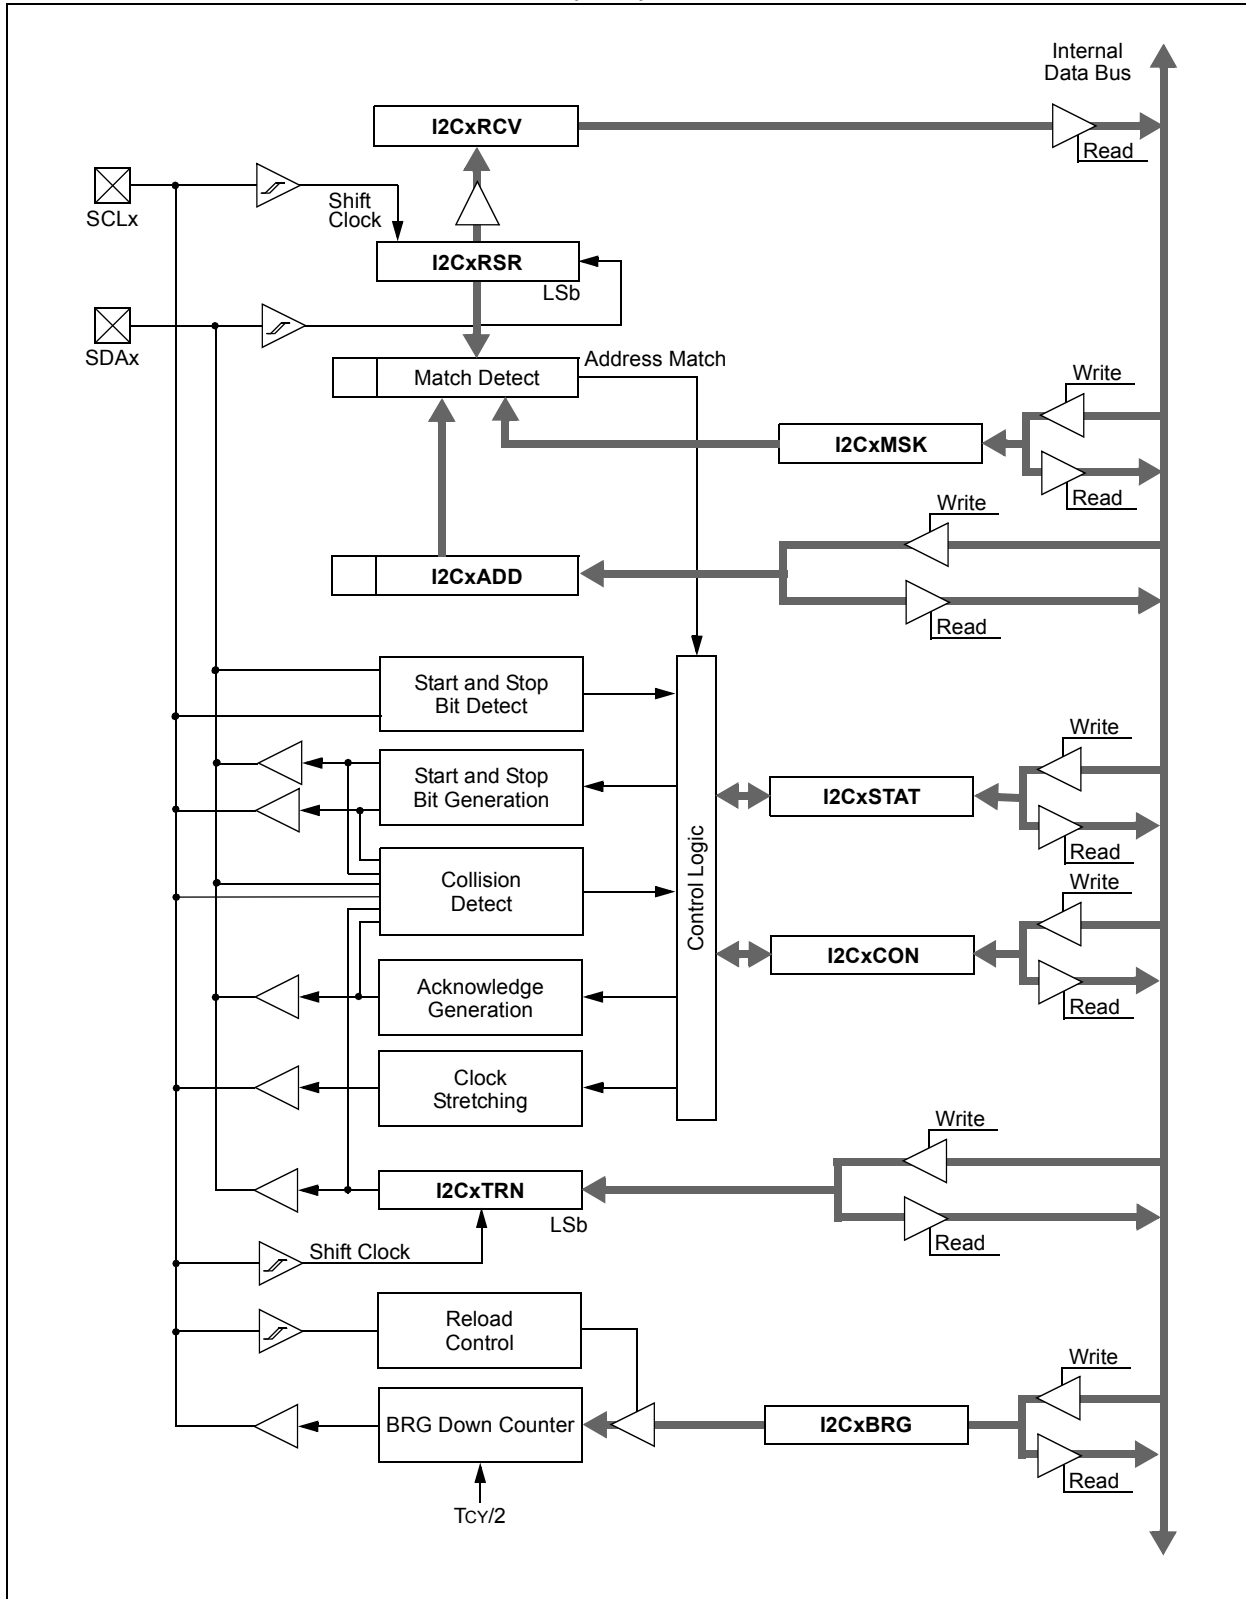 Internal
Data Bus
I2CxRCV
Read
SCLx
Shift
Clock
I2CxRSR
LSb
SDAx
Address Match
Match Detect
Write
I2CxMSK
Read
Write
I2CxADD
Read
Start and Stop
Bit Detect
Write
Start and Stop
Bit Generation
I2CxSTAT
Read
Control Logic
Collision
Detect
Write
I2CxCON
Read
Acknowledge
Generation
Clock
Stretching
Write
I2CxTRN
LSb
Read
Shift Clock
Reload
Control
Write
BRG Down Counter
I2CxBRG
Read
TCY/2